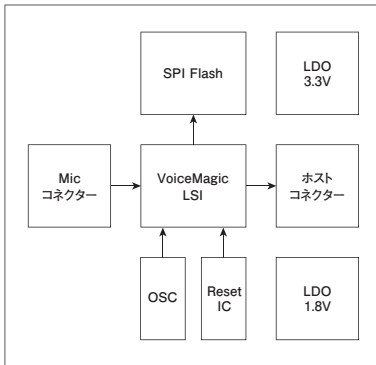 SPI Flash
LDO
3.3V
Mic
コネクター
VoiceMagic
LSI
ホスト
コネクター
OSC
Reset
IC
LDO
1.8V